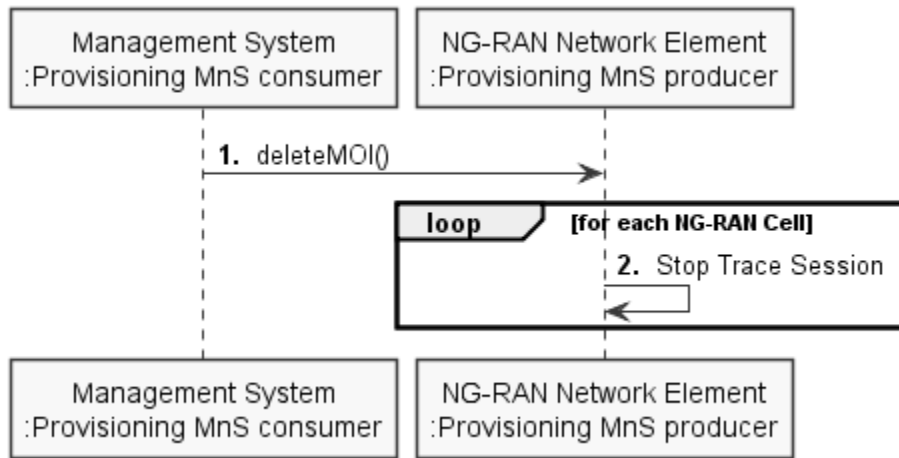 Management System
:Provisioning MnS consumer
NG-RAN Network Element
:Provisioning MnS producer
1. deleteMOI()
loop [for each NG-RAN Cell]
2. Stop Trace Session
Management System
:Provisioning MnS consumer
NG-RAN Network Element
:Provisioning MnS producer